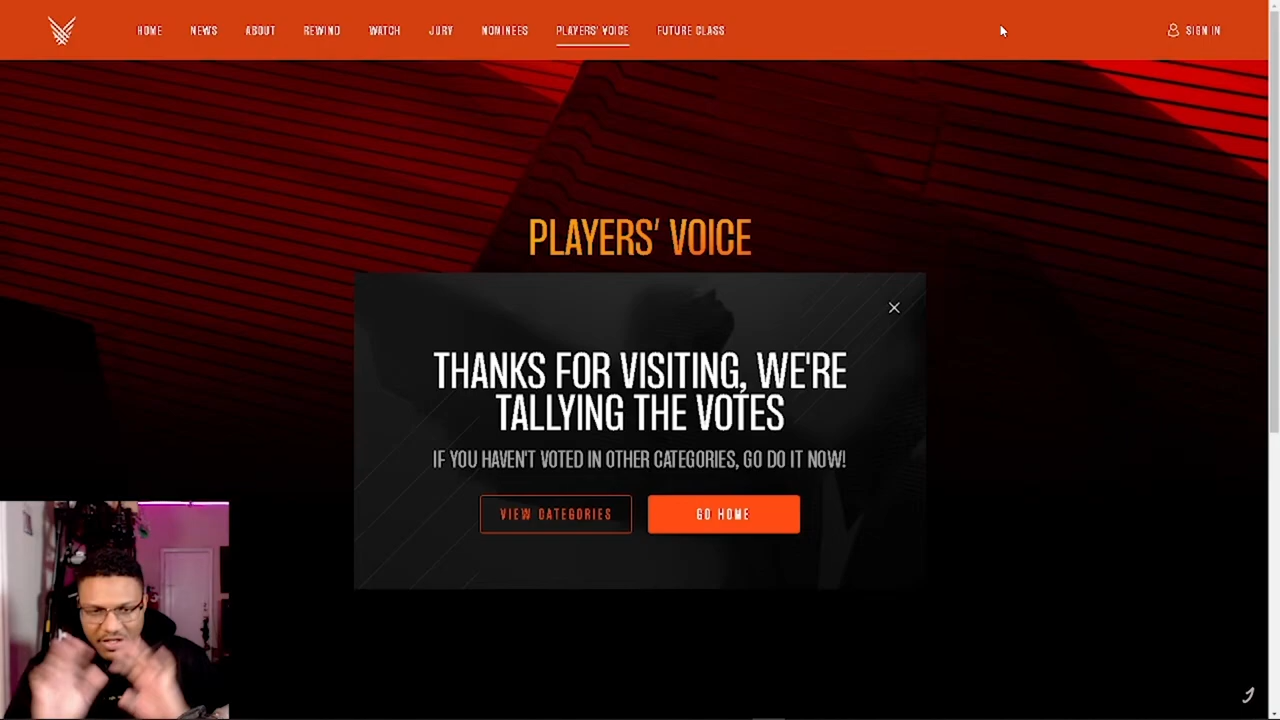 HOME NEWS ABOUT REWIND WATCH JURY NOMINEES PLAYERS' VOICE FUTURE CLASS SIGN IN
PLAYERS' VOICE
THANKS FOR VISITING, WE'RE
TALLYING THE VOTES
IF YOU HAVEN'T VOTED IN OTHER CATEGORIES, GO DO IT NOW!
VIEW CATEGORIES GO HOME